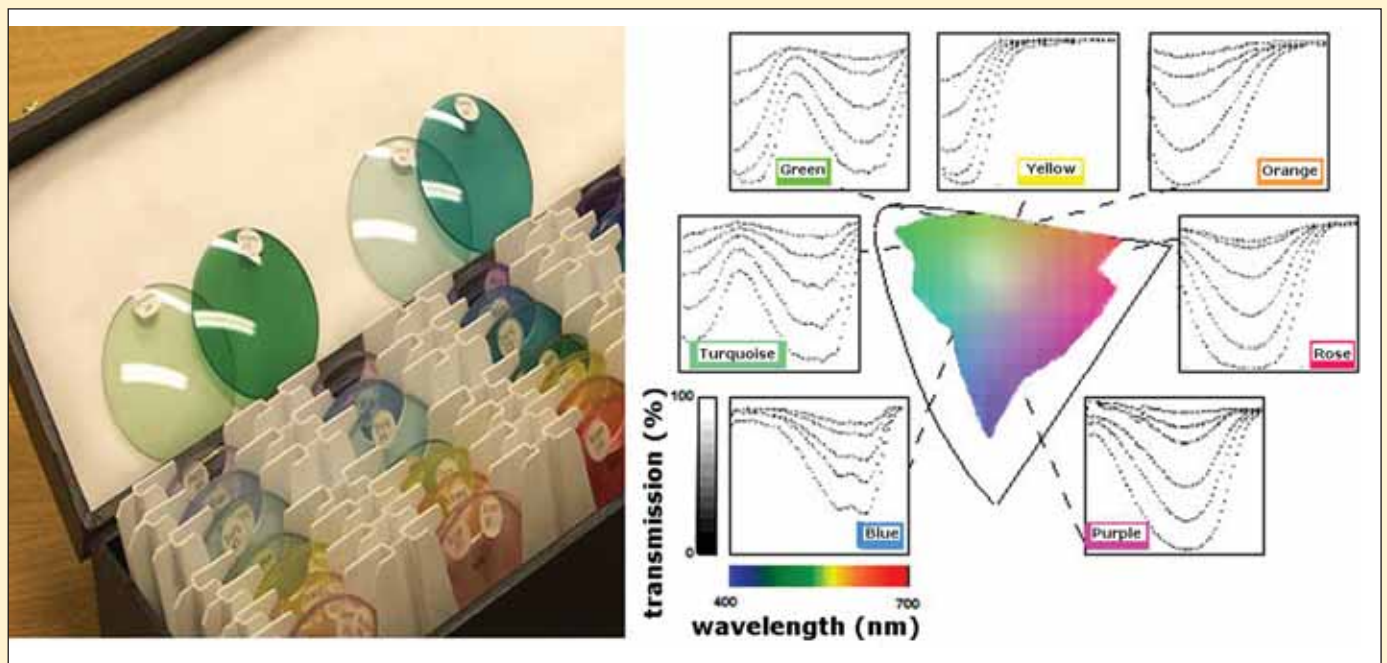 Green
Yellow
Orange
Turquoise
Rose
100
transmission (%)
0
Blue
Purple
400
700
wavelength (nm)